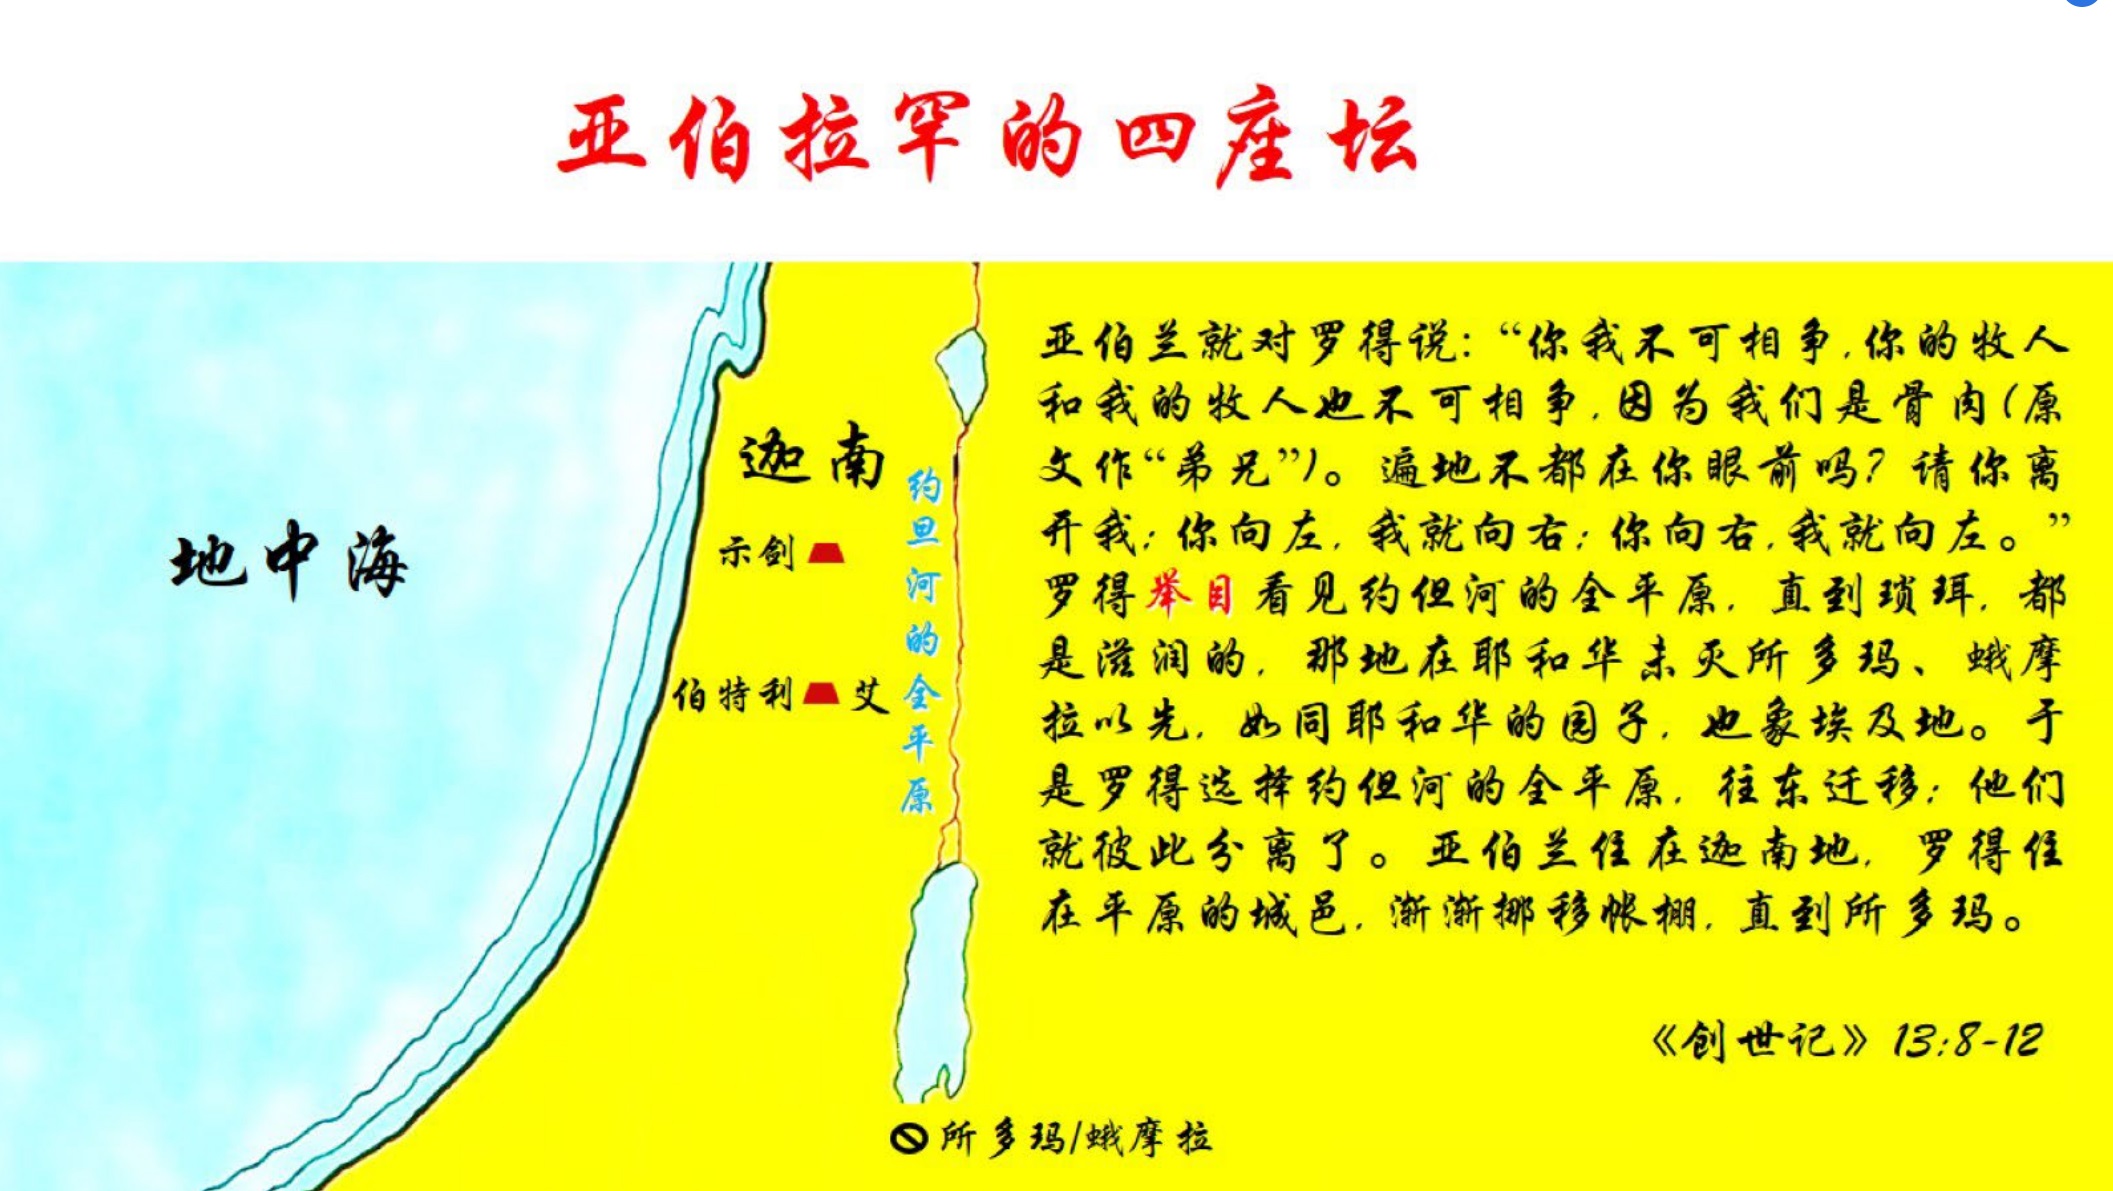 亚伯拉罕的四座坛
亚伯兰就对罗得说：“你我不可相争，你的牧人
和我的牧人也不可相争，因为我们是骨肉（原
文作“弟兄”）。遍地不都在你眼前吗？请你离
开我；你向左，我就向右；你向右，我就向左。”
罗得举目看见约但河的全平原，直到琐珥，都
是滋润的，那地在耶和华未灭所多玛、蛾摩
拉以先，如同耶和华的园子，也象埃及地。于
是罗得选择约但河的全平原，往东迁移；他们
就彼此分离了。亚伯兰住在迦南地，罗得住
在平原的城邑，渐渐挪移帐棚，直到所多玛。
《创世记》13:8-12
地中海
迦南
示剑
伯特利
艾
约旦河的全平原
所多玛/蛾摩拉